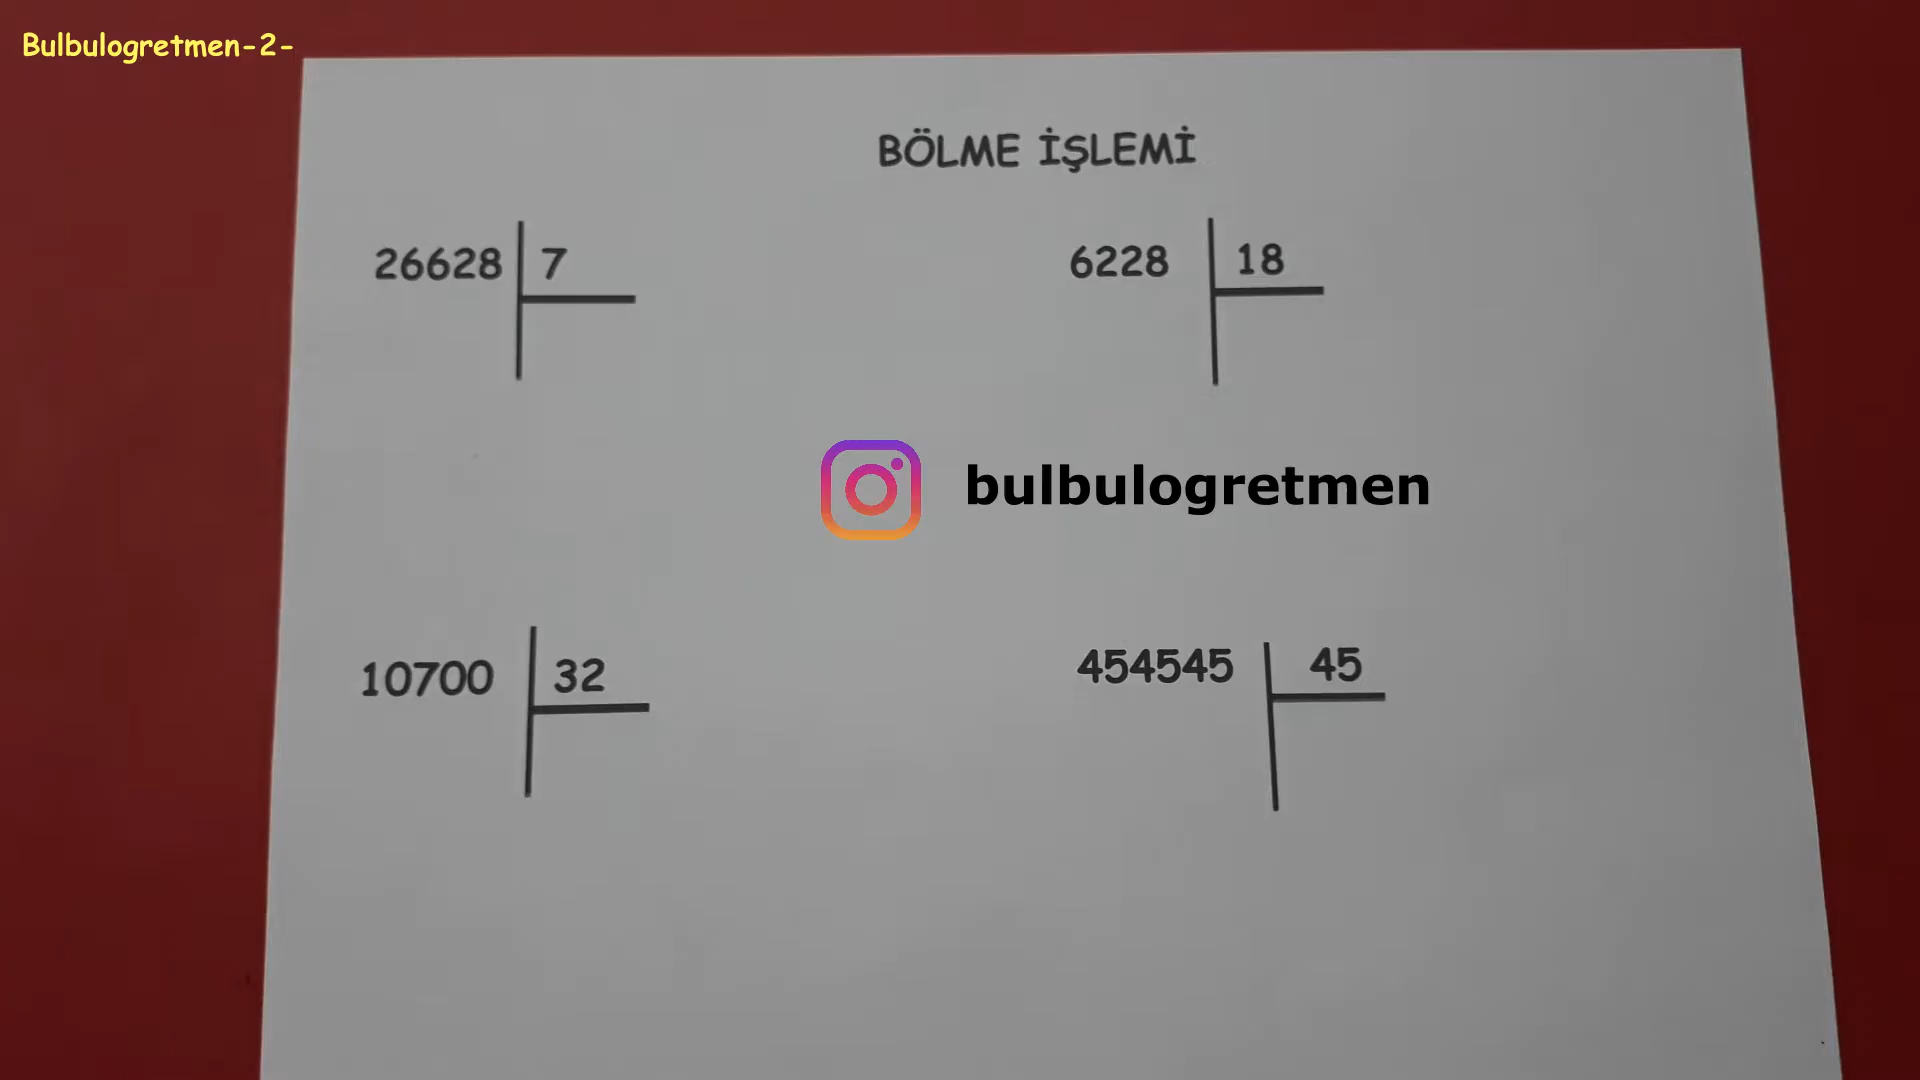 Bulbulogretmen-2-
BÖLME İŞLEMİ
26628 7
6228 18
bulbulogretmen
10700 32
454545 45